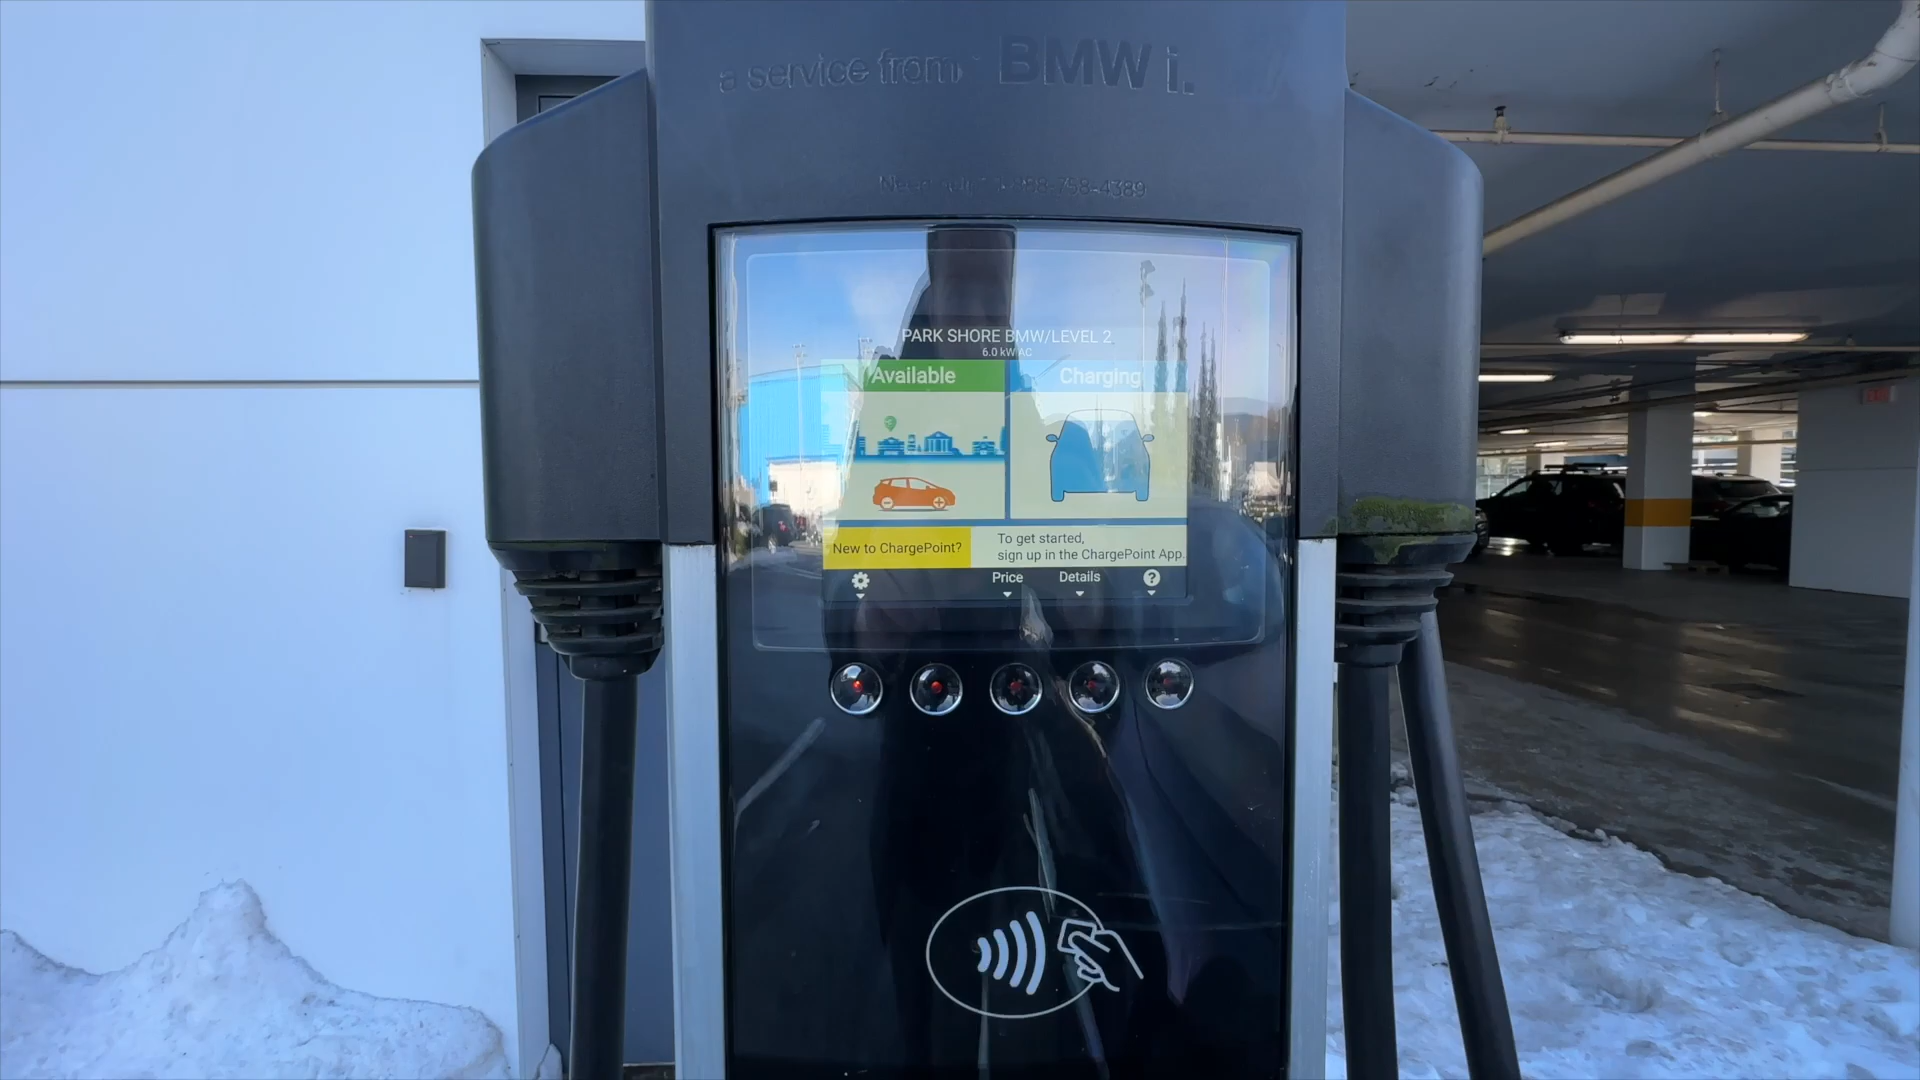 a service from BMW i.
PARK SHORE BMW/LEVEL 2
6.0 kW AC
Available
Charging
New to ChargePoint?
To get started,
sign up in the ChargePoint App.
Price
Details
?